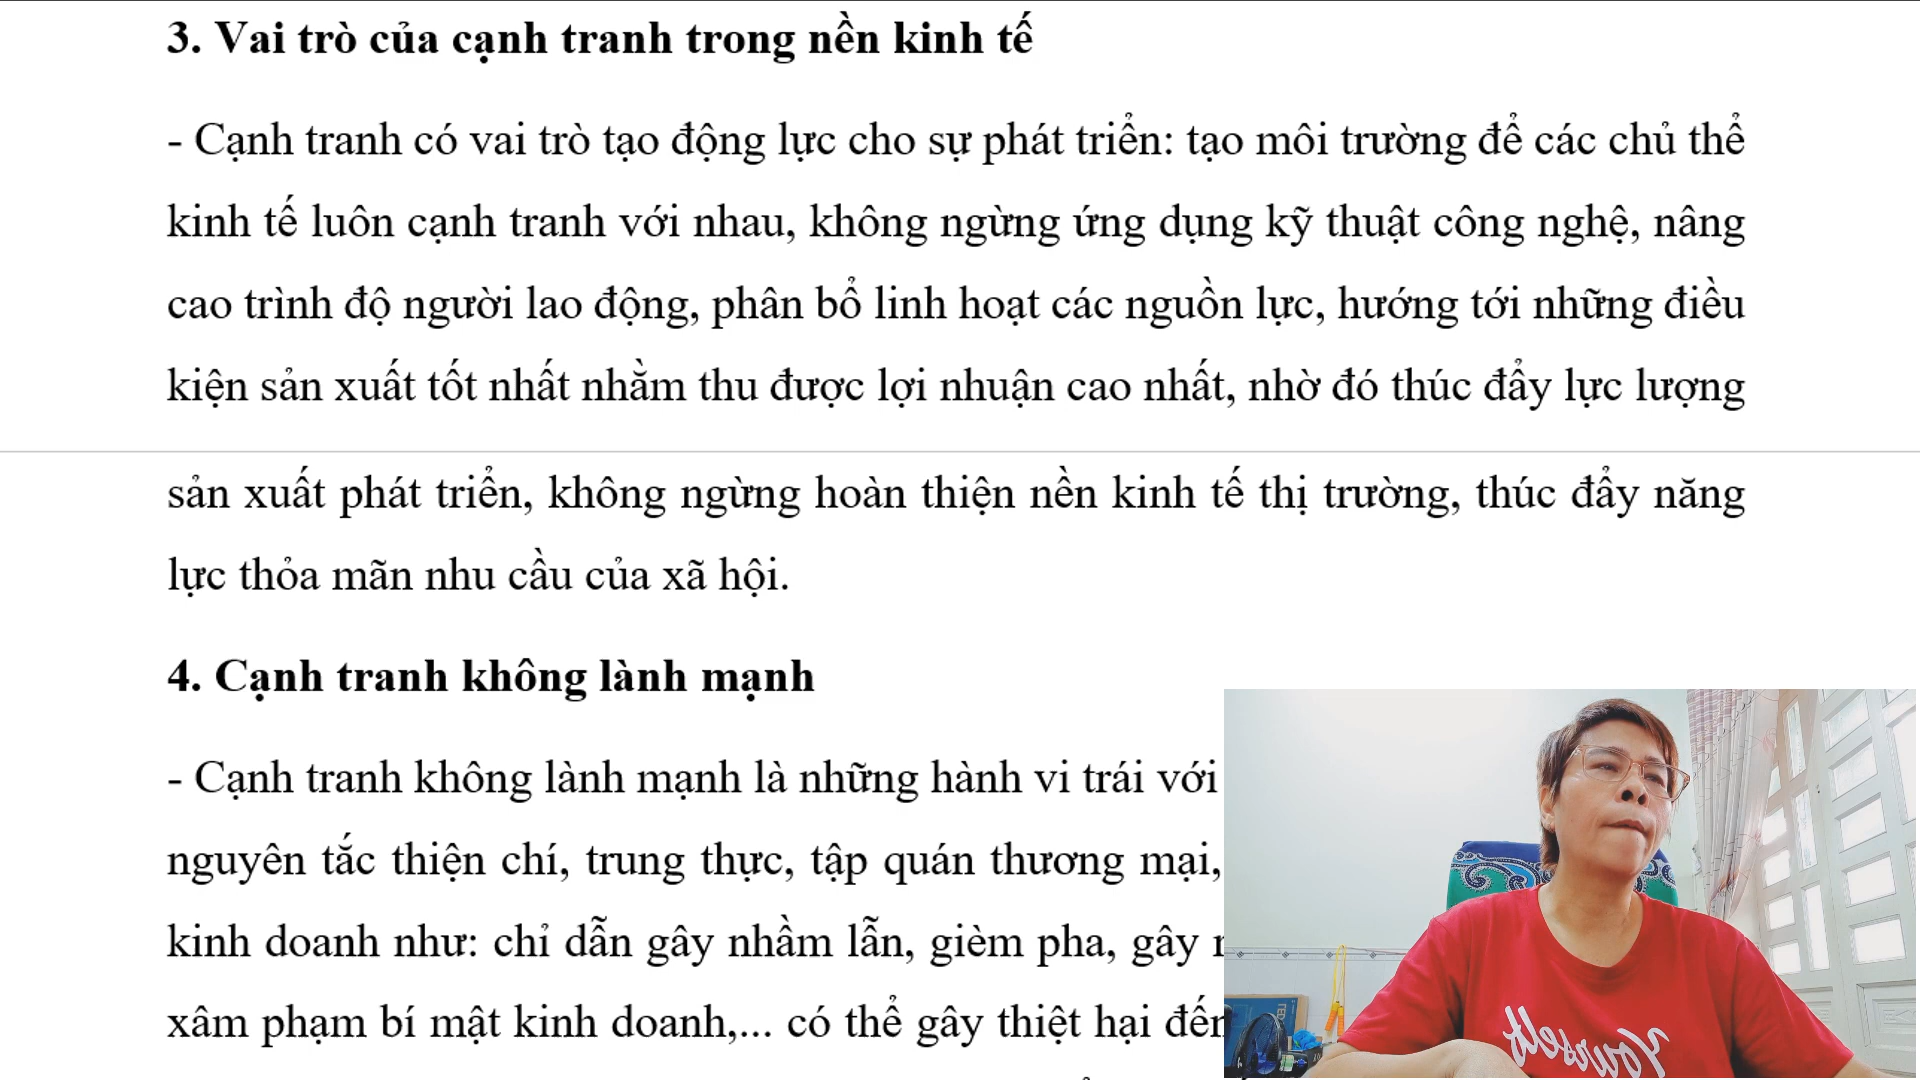 3. Vai trò của cạnh tranh trong nền kinh tế
- Cạnh tranh có vai trò tạo động lực cho sự phát triển: tạo môi trường để các chủ thể
kinh tế luôn cạnh tranh với nhau, không ngừng ứng dụng kỹ thuật công nghệ, nâng
cao trình độ người lao động, phân bổ linh hoạt các nguồn lực, hướng tới những điều
kiện sản xuất tốt nhất nhằm thu được lợi nhuận cao nhất, nhờ đó thúc đẩy lực lượng
sản xuất phát triển, không ngừng hoàn thiện nền kinh tế thị trường, thúc đẩy năng
lực thỏa mãn nhu cầu của xã hội.
4. Cạnh tranh không lành mạnh
- Cạnh tranh không lành mạnh là những hành vi trái với
nguyên tắc thiện chí, trung thực, tập quán thương mại,
kinh doanh như: chỉ dẫn gây nhầm lẫn, gièm pha, gây
xâm phạm bí mật kinh doanh,... có thể gây thiệt hại
Yourself